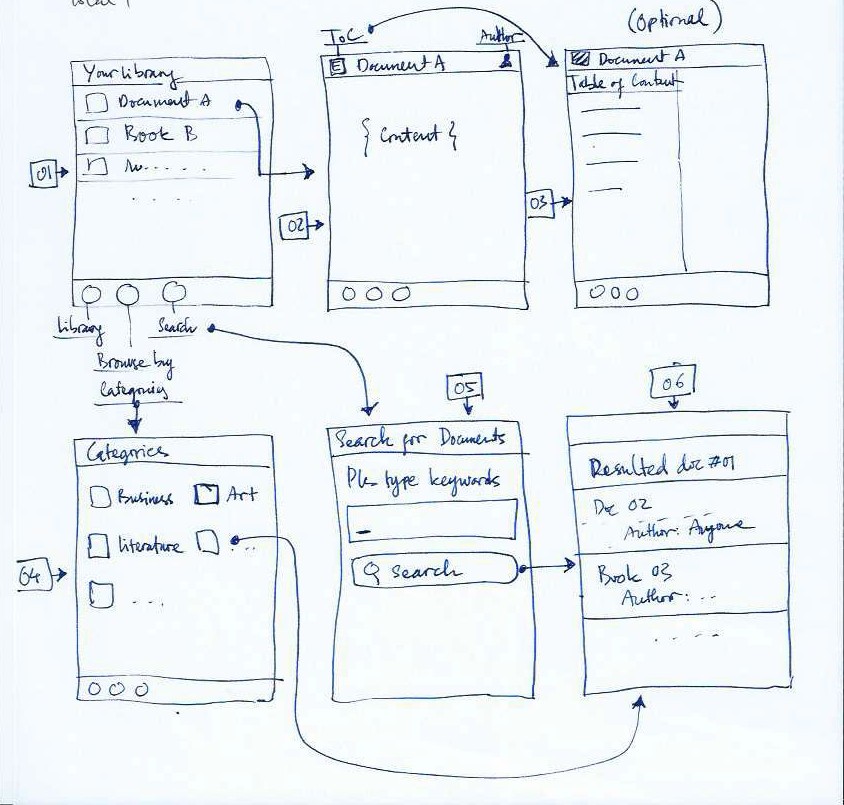 (Optional)
ToC
Author
Your Library
Document A
Document A
Table of Content
Document A
Book B
{ Content }
01
02
03
Library
Search
Browse by
Categories
05
06
Categories
Search for Documents
Business
Art
Pls type keywords
Resulted doc #01
Doc 02
Author: Anyone
literature
...
Search
04
Book 03
Author: ..
...
....